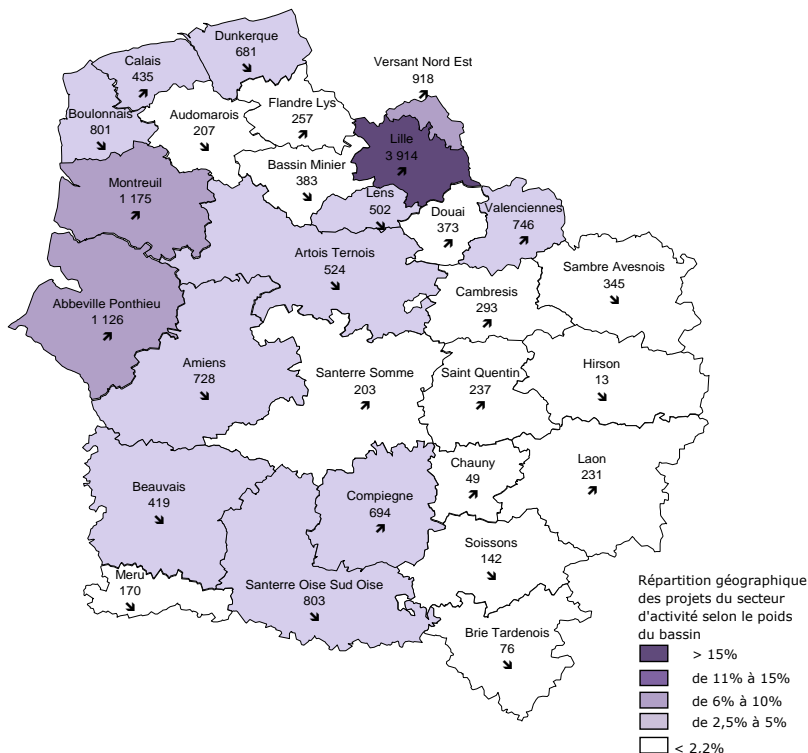 Dunkerque
681
↘
Calais
435
↗
Versant Nord Est
918
↗
Boulonnais
801
↘
Audomarois
207
↘
Flandre Lys
257
↗
Lille
3 914
↗
Bassin Minier
383
↘
Montreuil
1 175
↗
Lens
502
↘
Douai
373
↗
Valenciennes
746
↗
Artois Ternois
524
↘
Sambre Avesnois
345
↘
Abbeville Ponthieu
1 126
↗
Cambresis
293
↗
Amiens
728
↘
Santerre Somme
203
↗
Saint Quentin
237
↗
Hirson
13
↘
Chauny
49
↗
Laon
231
↗
Beauvais
419
↘
Compiegne
694
↗
Soissons
142
↘
Meru
170
↘
Santerre Oise Sud Oise
803
↘
Brie Tardenois
76
↘
Répartition géographique
des projets du secteur
d'activité selon le poids
du bassin
> 15%
de 11% à 15%
de 6% à 10%
de 2,5% à 5%
< 2,2%